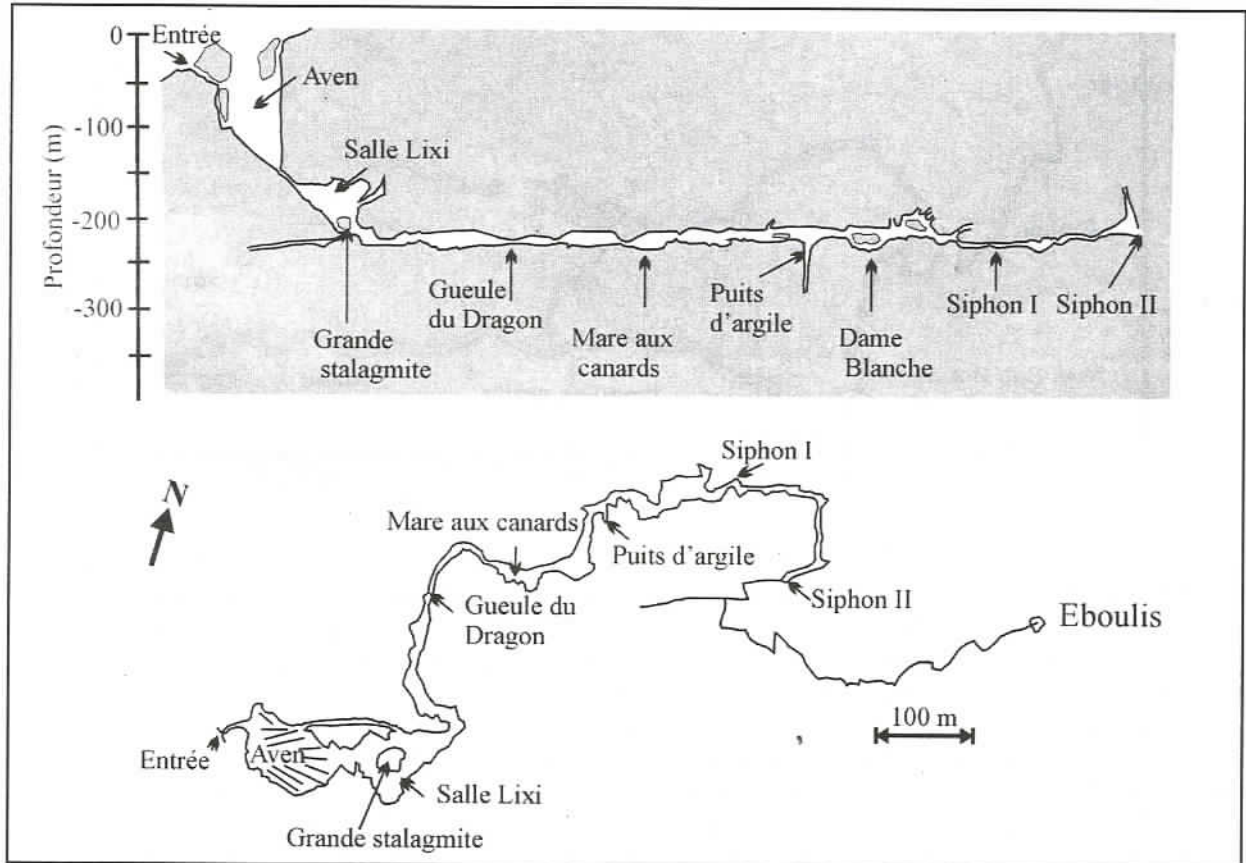 Profondeur (m)
0
-100
-200
-300
Entrée
Aven
Salle Lixi
Grande
stalagmite
Gueule
du Dragon
Mare aux
canards
Puits
d'argile
Dame
Blanche
Siphon I
Siphon II
N
Siphon I
Mare aux canards
Puits d'argile
Gueule du
Dragon
Siphon II
Eboulis
100 m
Entrée
Aven
Salle Lixi
Grande stalagmite